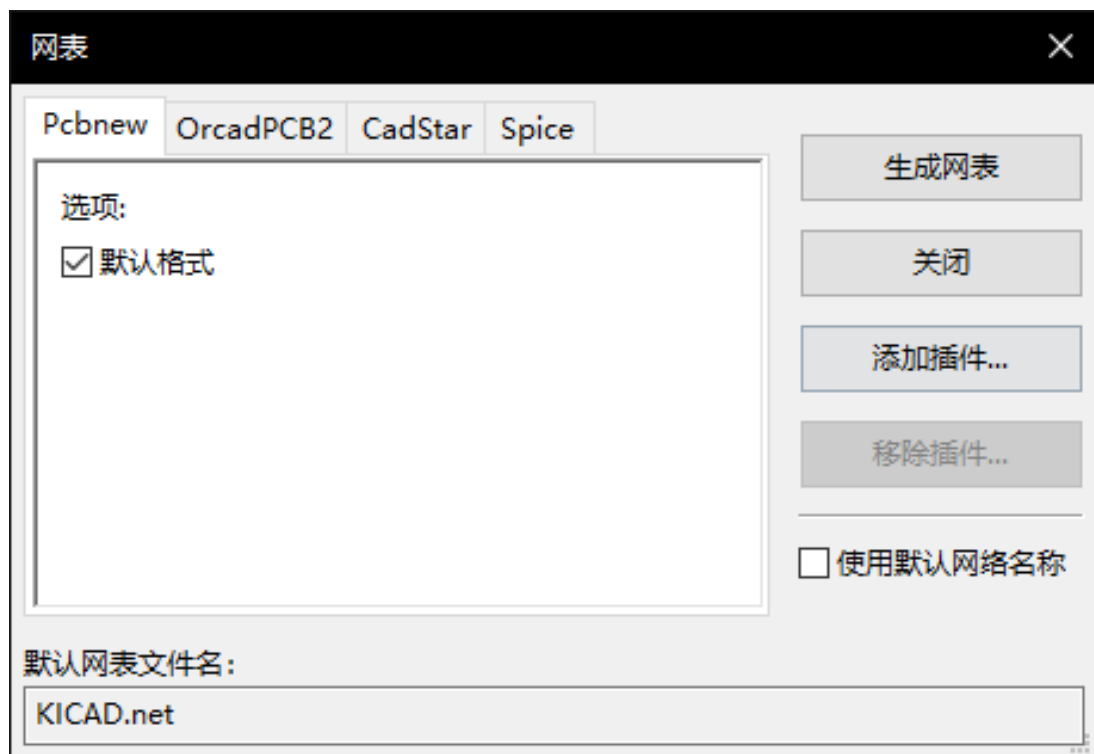 网表
Pcbnew OrcadPCB2 CadStar Spice
选项:
默认格式
生成网表
关闭
添加插件...
移除插件...
使用默认网络名称
默认网表文件名:
KICAD.net